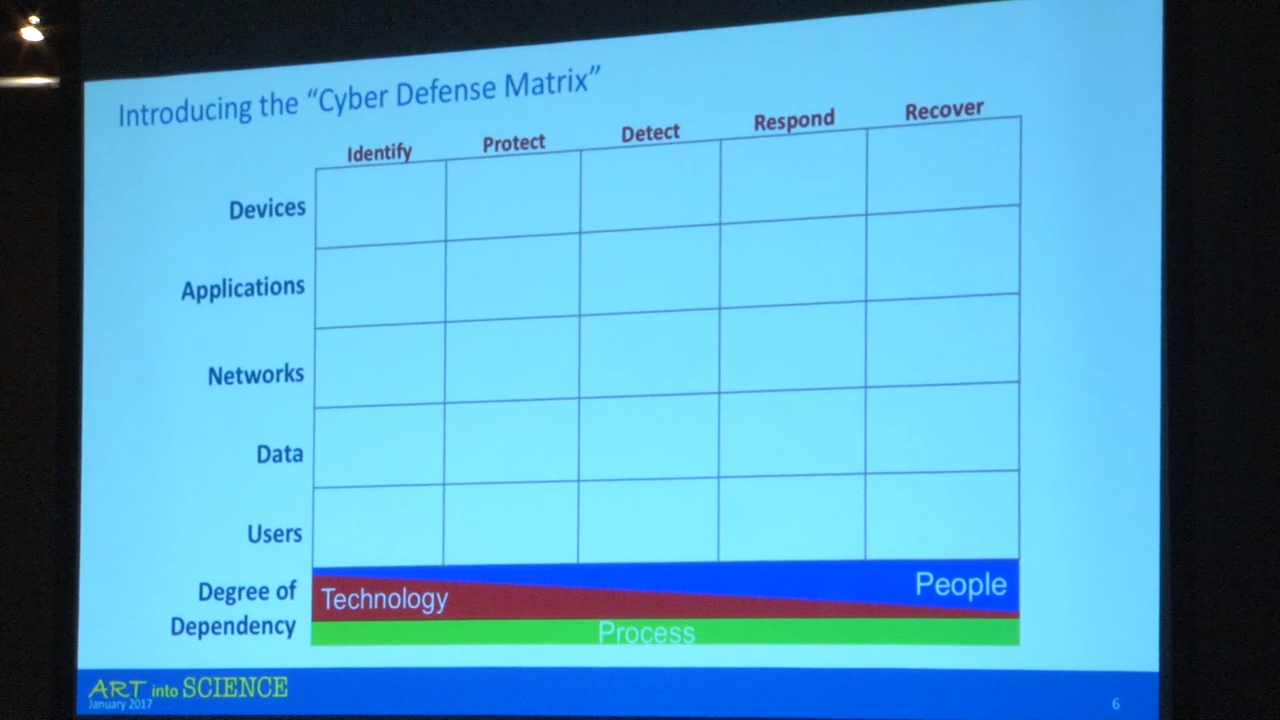 Introducing the “Cyber Defense Matrix”
Identify Protect Detect Respond Recover
Devices
Applications
Networks
Data
Users
Degree of
Dependency
Technology
People
Process
ART into SCIENCE
January 2017
6